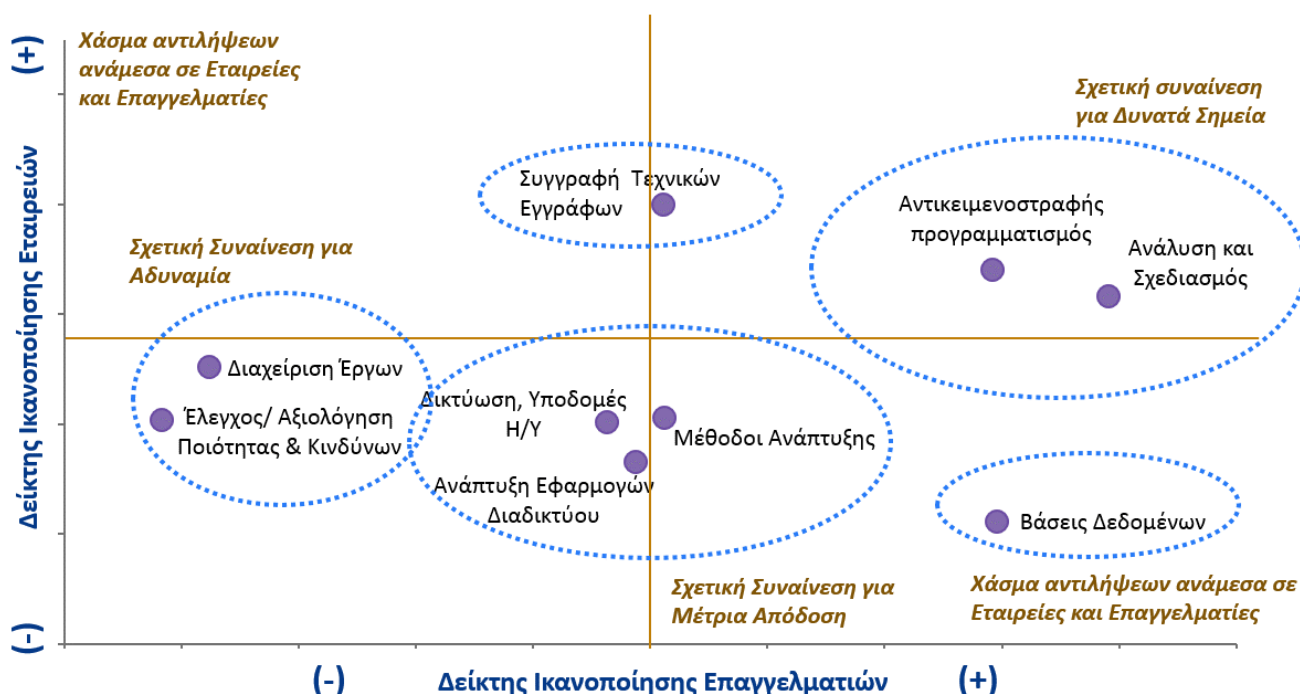 (+)
Δείκτης Ικανοποίησης Εταιρειών
(-)
Χάσμα αντιλήψεων
ανάμεσα σε Εταιρείες
και Επαγγελματίες
Σχετική συναίνεση
για Δυνατά Σημεία
Συγγραφή Τεχνικών
Εγγράφων
Αντικειμενοστραφής
προγραμματισμός
Ανάλυση και
Σχεδιασμός
Σχετική Συναίνεση για
Αδυναμία
Διαχείριση Έργων
Έλεγχος/ Αξιολόγηση
Ποιότητας & Κινδύνων
Δικτύωση, Υποδομές
Η/Υ
Μέθοδοι Ανάπτυξης
Ανάπτυξη Εφαρμογών
Διαδικτύου
Βάσεις Δεδομένων
Σχετική Συναίνεση για
Μέτρια Απόδοση
Χάσμα αντιλήψεων ανάμεσα σε
Εταιρείες και Επαγγελματίες
(-) Δείκτης Ικανοποίησης Επαγγελματιών (+)